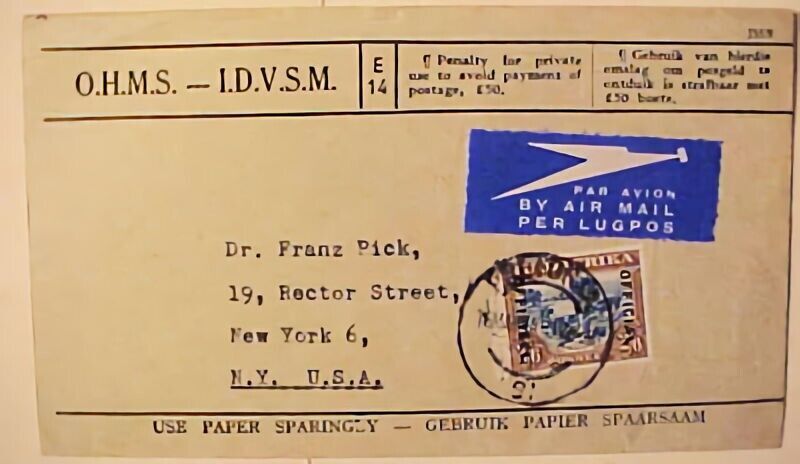 O.H.M.S. — I.D.V.S.M.
E
14
¶ Penalty for private
use to avoid payment of
postage, £50.
¶ Gebruik van hierdie
omslag om posgeld te
ontduik is strafbaar met
£50 boete.
PAR AVION
BY AIR MAIL
PER LUGPOS
Dr. Franz Pick,
19, Rector Street,
New York 6,
N.Y. U.S.A.
OFFICIAL
USE PAPER SPARINGLY — GEBRUIK PAPIER SPAARSAAM